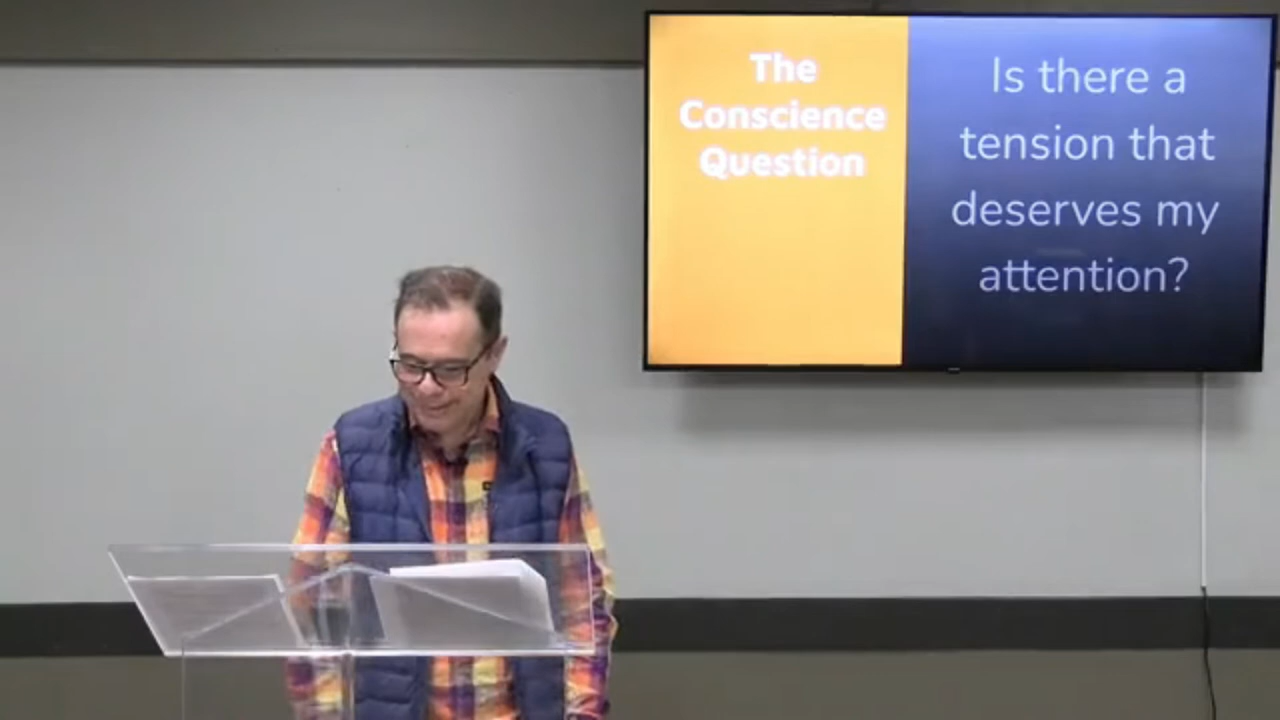 The
Conscience
Question
Is there a
tension that
deserves my
attention?